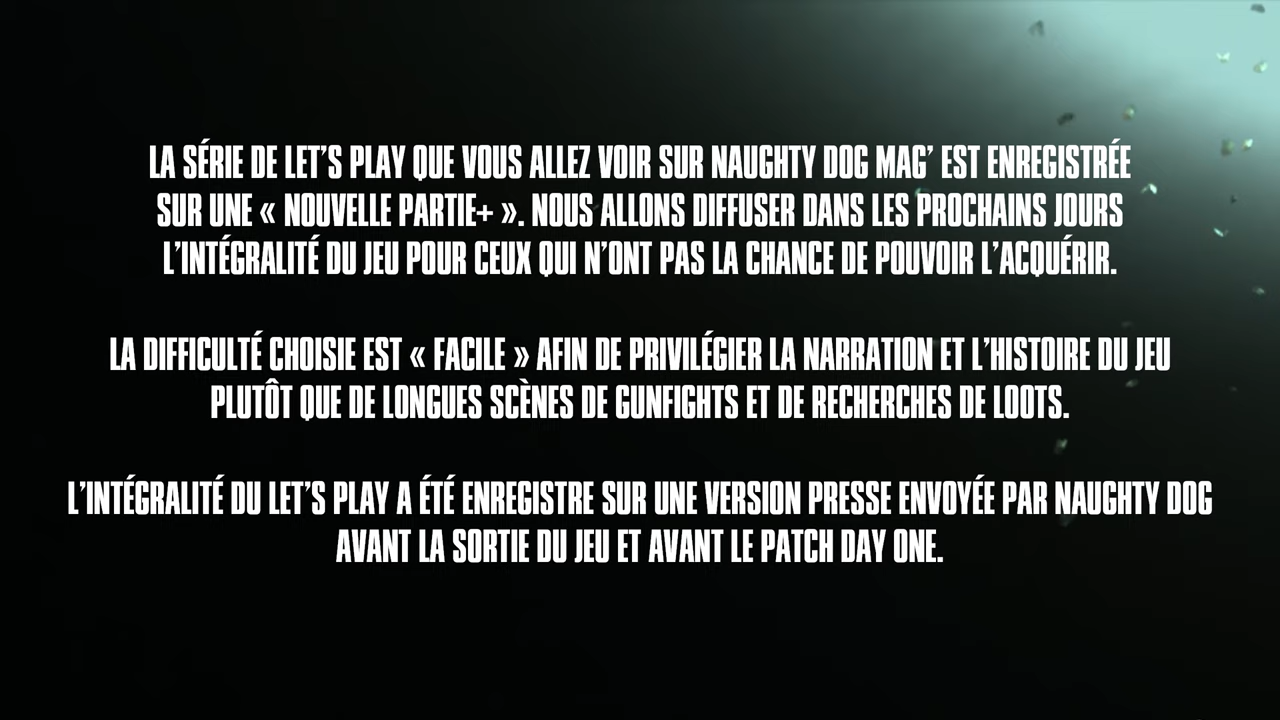 LA SÉRIE DE LET'S PLAY QUE VOUS ALLEZ VOIR SUR NAUGHTY DOG MAG' EST ENREGISTRÉE
SUR UNE « NOUVELLE PARTIE+ ». NOUS ALLONS DIFFUSER DANS LES PROCHAINS JOURS
L'INTÉGRALITÉ DU JEU POUR CEUX QUI N'ONT PAS LA CHANCE DE POUVOIR L'ACQUÉRIR.
LA DIFFICULTÉ CHOISIE EST « FACILE » AFIN DE PRIVILÉGIER LA NARRATION ET L'HISTOIRE DU JEU
PLUTÔT QUE DE LONGUES SCÈNES DE GUNFIGHTS ET DE RECHERCHES DE LOOTS.
L'INTÉGRALITÉ DU LET'S PLAY A ÉTÉ ENREGISTRE SUR UNE VERSION PRESSE ENVOYÉE PAR NAUGHTY DOG
AVANT LA SORTIE DU JEU ET AVANT LE PATCH DAY ONE.